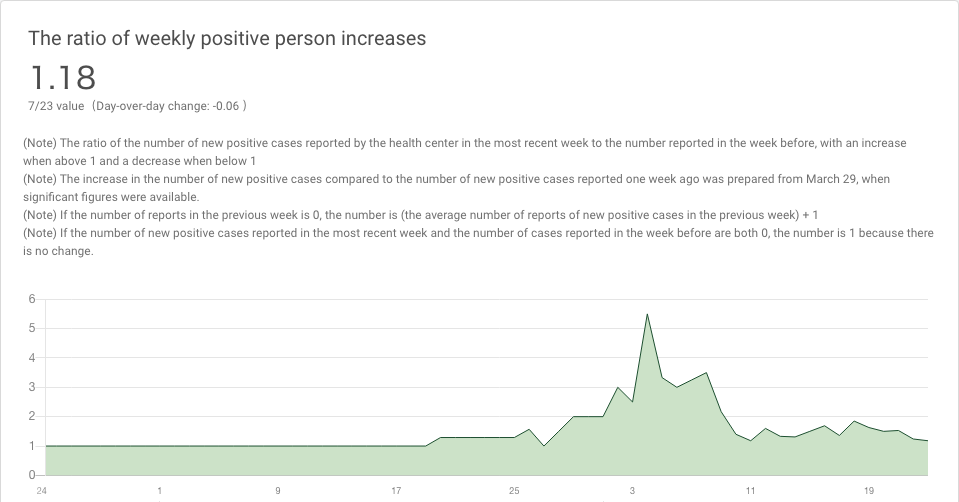 The ratio of weekly positive person increases
1.18
7/23 value（Day-over-day change: -0.06 ）
(Note) The ratio of the number of new positive cases reported by the health center in the most recent week to the number reported in the week before, with an increase
when above 1 and a decrease when below 1
(Note) The increase in the number of new positive cases compared to the number of new positive cases reported one week ago was prepared from March 29, when
significant figures were available.
(Note) If the number of reports in the previous week is 0, the number is (the average number of reports of new positive cases in the previous week) + 1
(Note) If the number of new positive cases reported in the most recent week and the number of cases reported in the week before are both 0, the number is 1 because there
is no change.
6
5
4
3
2
1
0
24 1 9 17 25 3 11 19